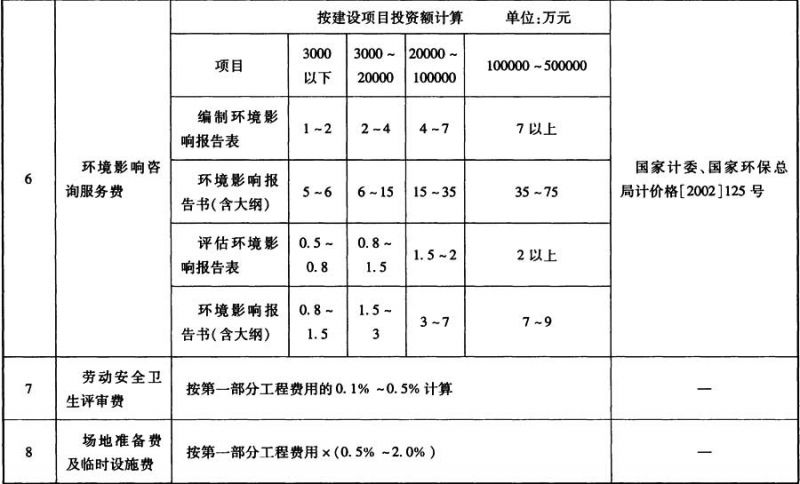 按建设项目投资额计算 单位:万元
项目
3000
以下
3000~
20000
20000~
100000
100000~500000
6
环境影响咨
询服务费
编制环境影
响报告表
1~2
2~4
4~7
7以上
环境影响报
告书(含大纲)
5~6
6~15
15~35
35~75
评估环境影
响报告表
0.5~
0.8
0.8~
1.5
1.5~2
2以上
环境影响报
告书(含大纲)
0.8~
1.5
1.5~
3
3~7
7~9
国家计委、国家环保总
局计价格[2002]125号
7
劳动安全卫
生评审费
按第一部分工程费用的0.1%~0.5%计算
—
8
场地准备费
及临时设施费
按第一部分工程费用×(0.5%~2.0%)
—